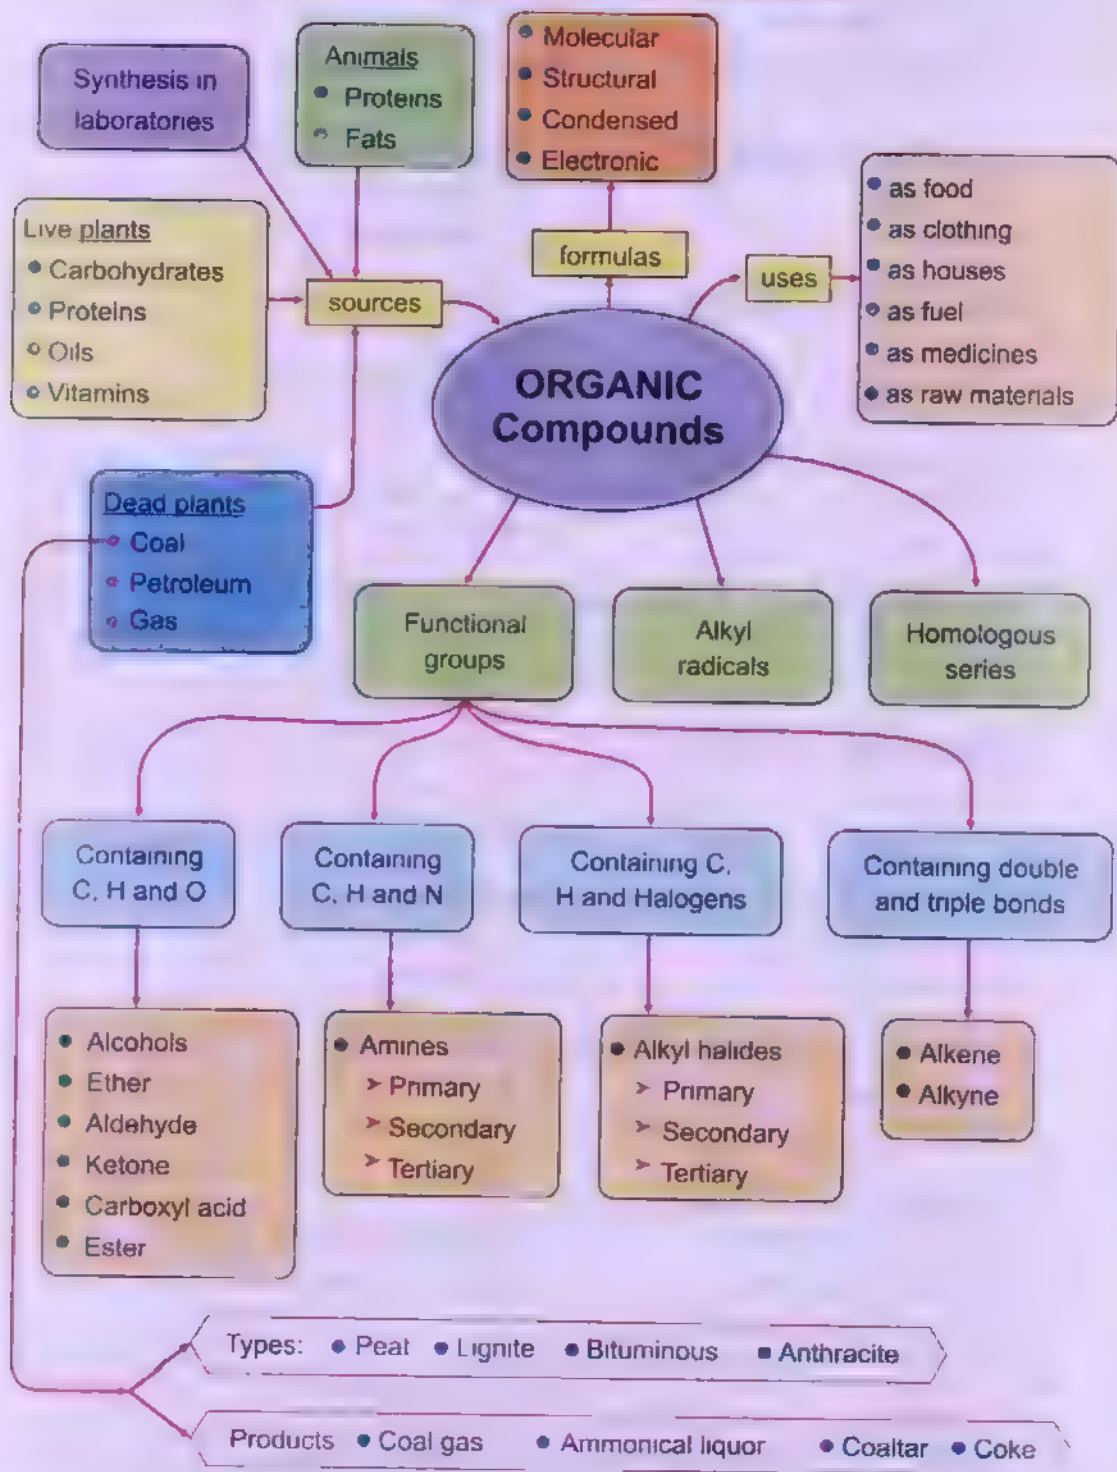 Synthesis in
laboratories
Animals
• Proteins
• Fats
• Molecular
• Structural
• Condensed
• Electronic
Live plants
• Carbohydrates
• Proteins
• Oils
• Vitamins
sources
formulas
uses
• as food
• as clothing
• as houses
• as fuel
• as medicines
• as raw materials
ORGANIC
Compounds
Dead plants
• Coal
• Petroleum
• Gas
Functional
groups
Alkyl
radicals
Homologous
series
Containing
C, H and O
Containing
C, H and N
Containing C,
H and Halogens
Containing double
and triple bonds
• Alcohols
• Ether
• Aldehyde
• Ketone
• Carboxyl acid
• Ester
• Amines
➤ Primary
➤ Secondary
➤ Tertiary
• Alkyl halides
➤ Primary
➤ Secondary
➤ Tertiary
• Alkene
• Alkyne
Types: • Peat • Lignite • Bituminous • Anthracite
Products • Coal gas • Ammonical liquor • Coaltar • Coke